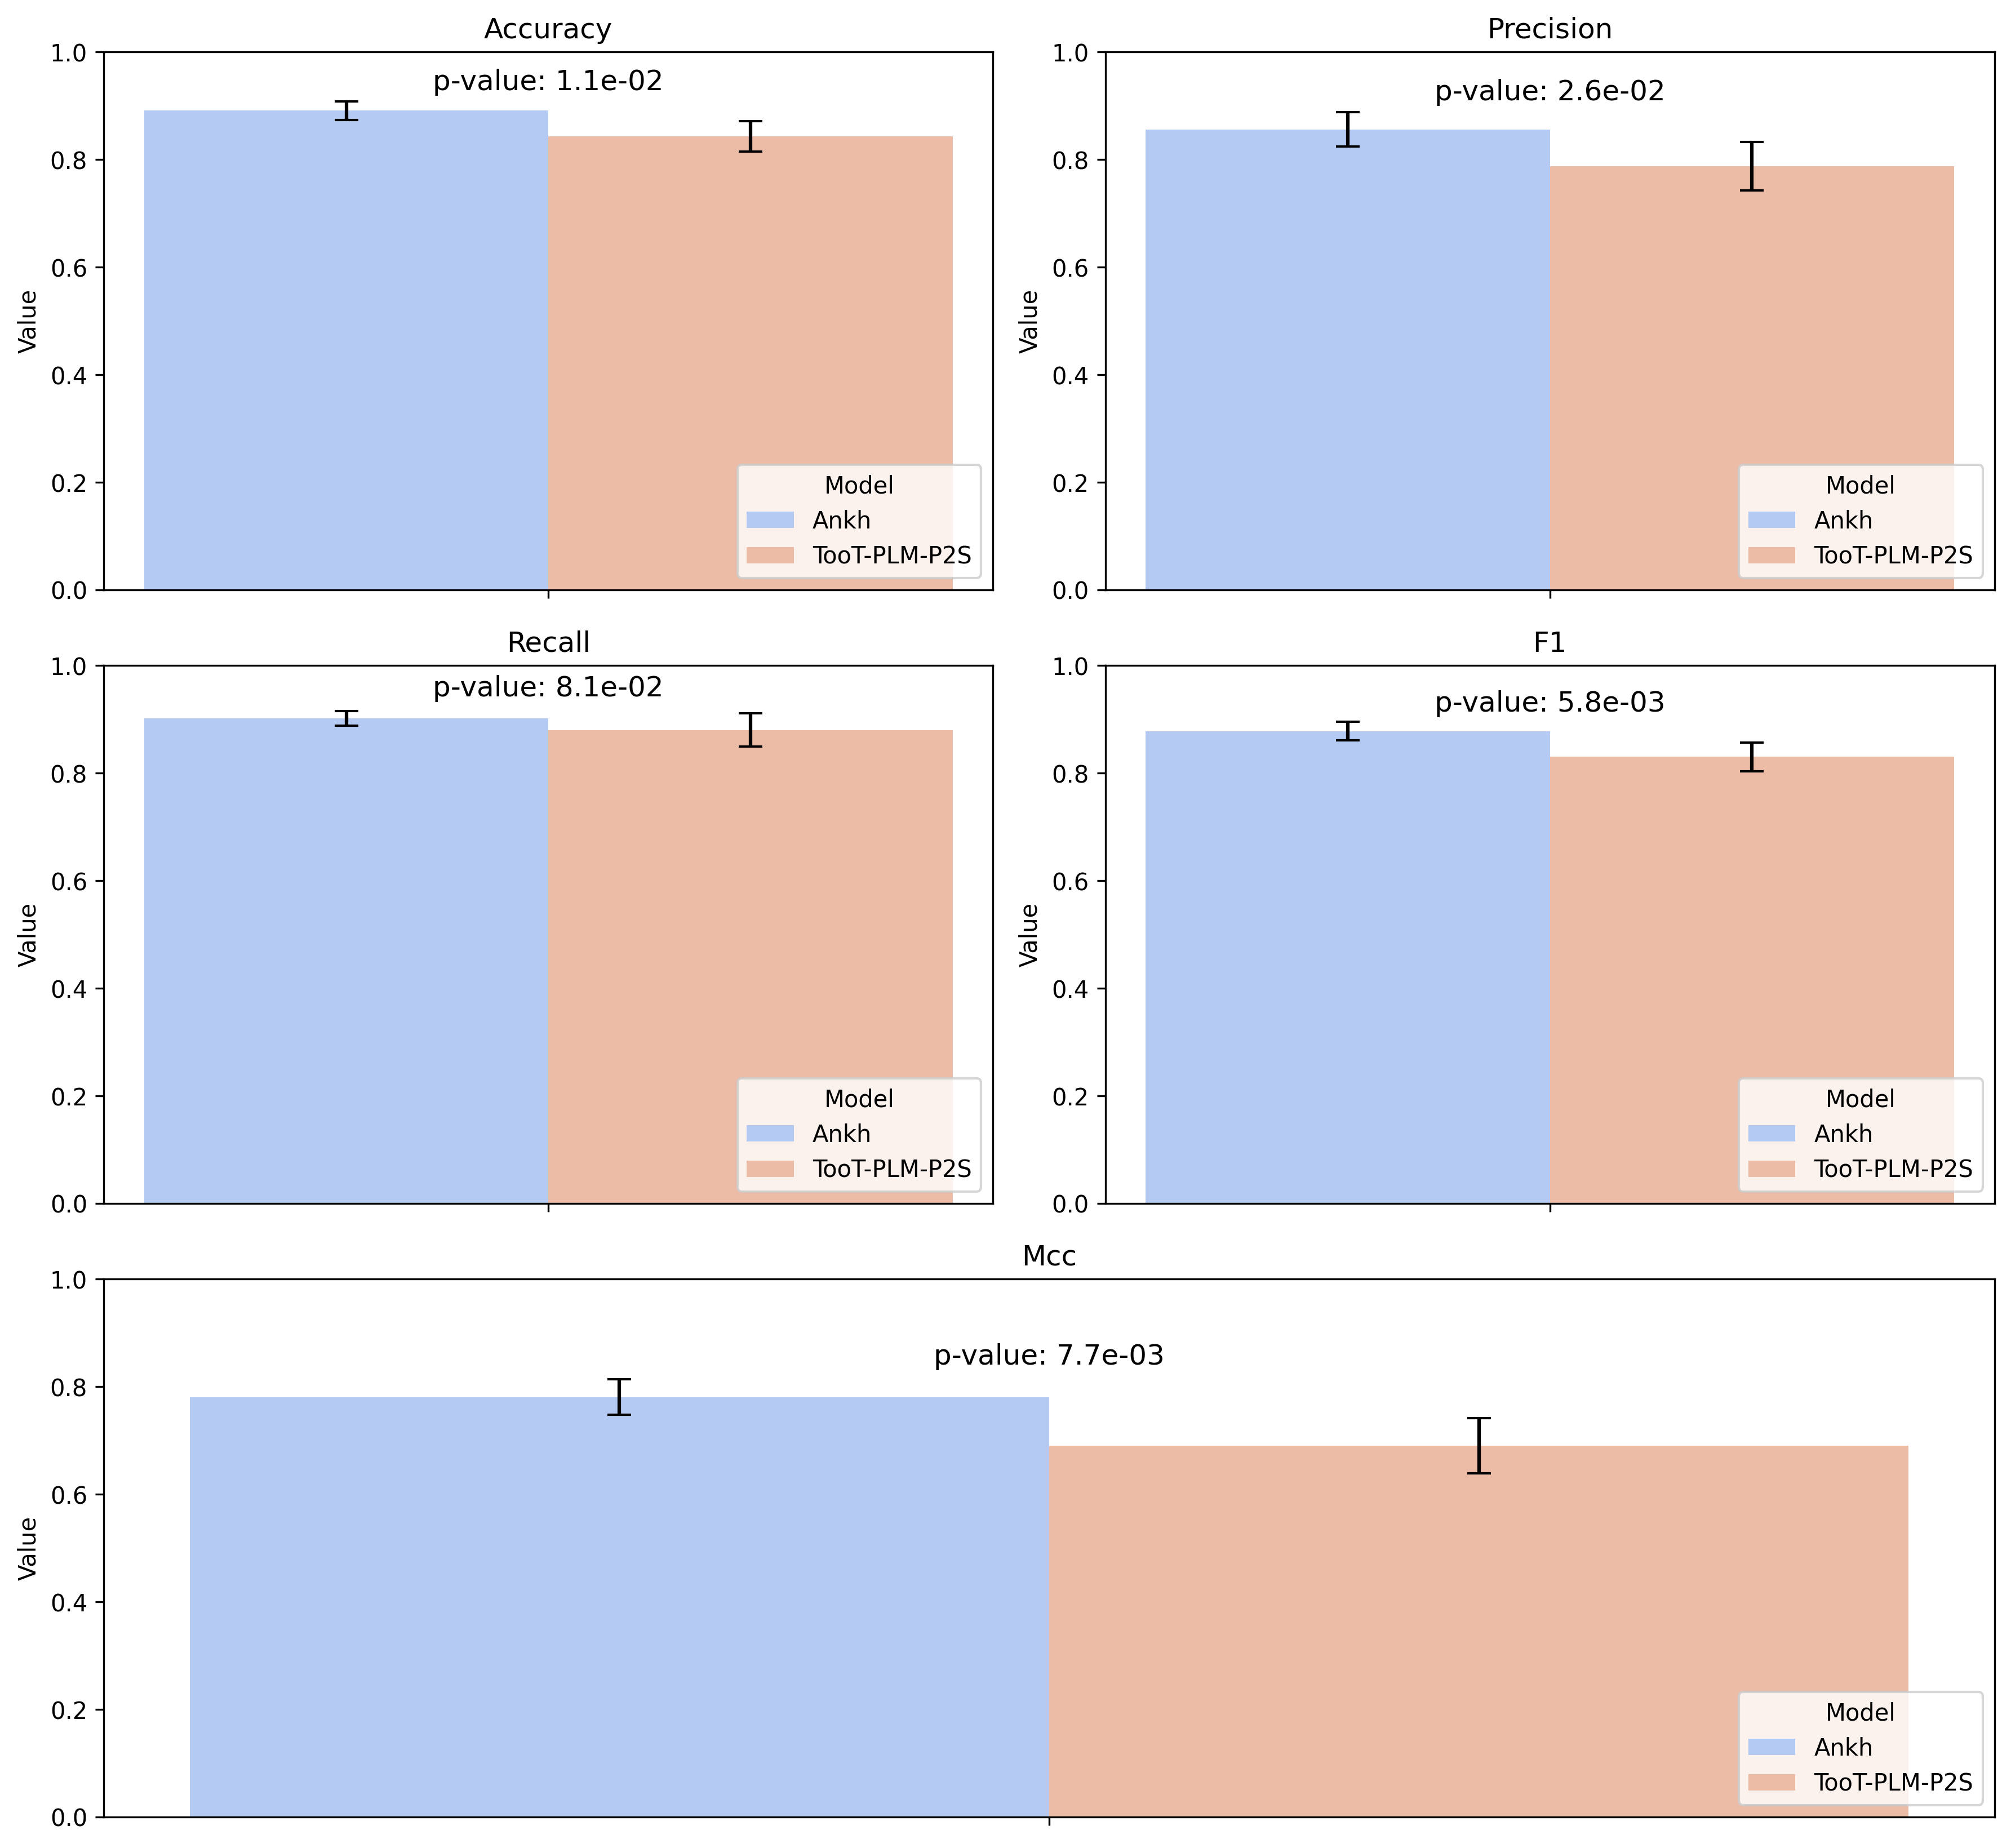 Accuracy
p-value: 1.1e-02
Value
1.0
0.8
0.6
0.4
0.2
0.0
Model
Ankh
TooT-PLM-P2S
Precision
p-value: 2.6e-02
Value
1.0
0.8
0.6
0.4
0.2
0.0
Model
Ankh
TooT-PLM-P2S
Recall
p-value: 8.1e-02
Value
1.0
0.8
0.6
0.4
0.2
0.0
Model
Ankh
TooT-PLM-P2S
F1
p-value: 5.8e-03
Value
1.0
0.8
0.6
0.4
0.2
0.0
Model
Ankh
TooT-PLM-P2S
Mcc
p-value: 7.7e-03
Value
1.0
0.8
0.6
0.4
0.2
0.0
Model
Ankh
TooT-PLM-P2S